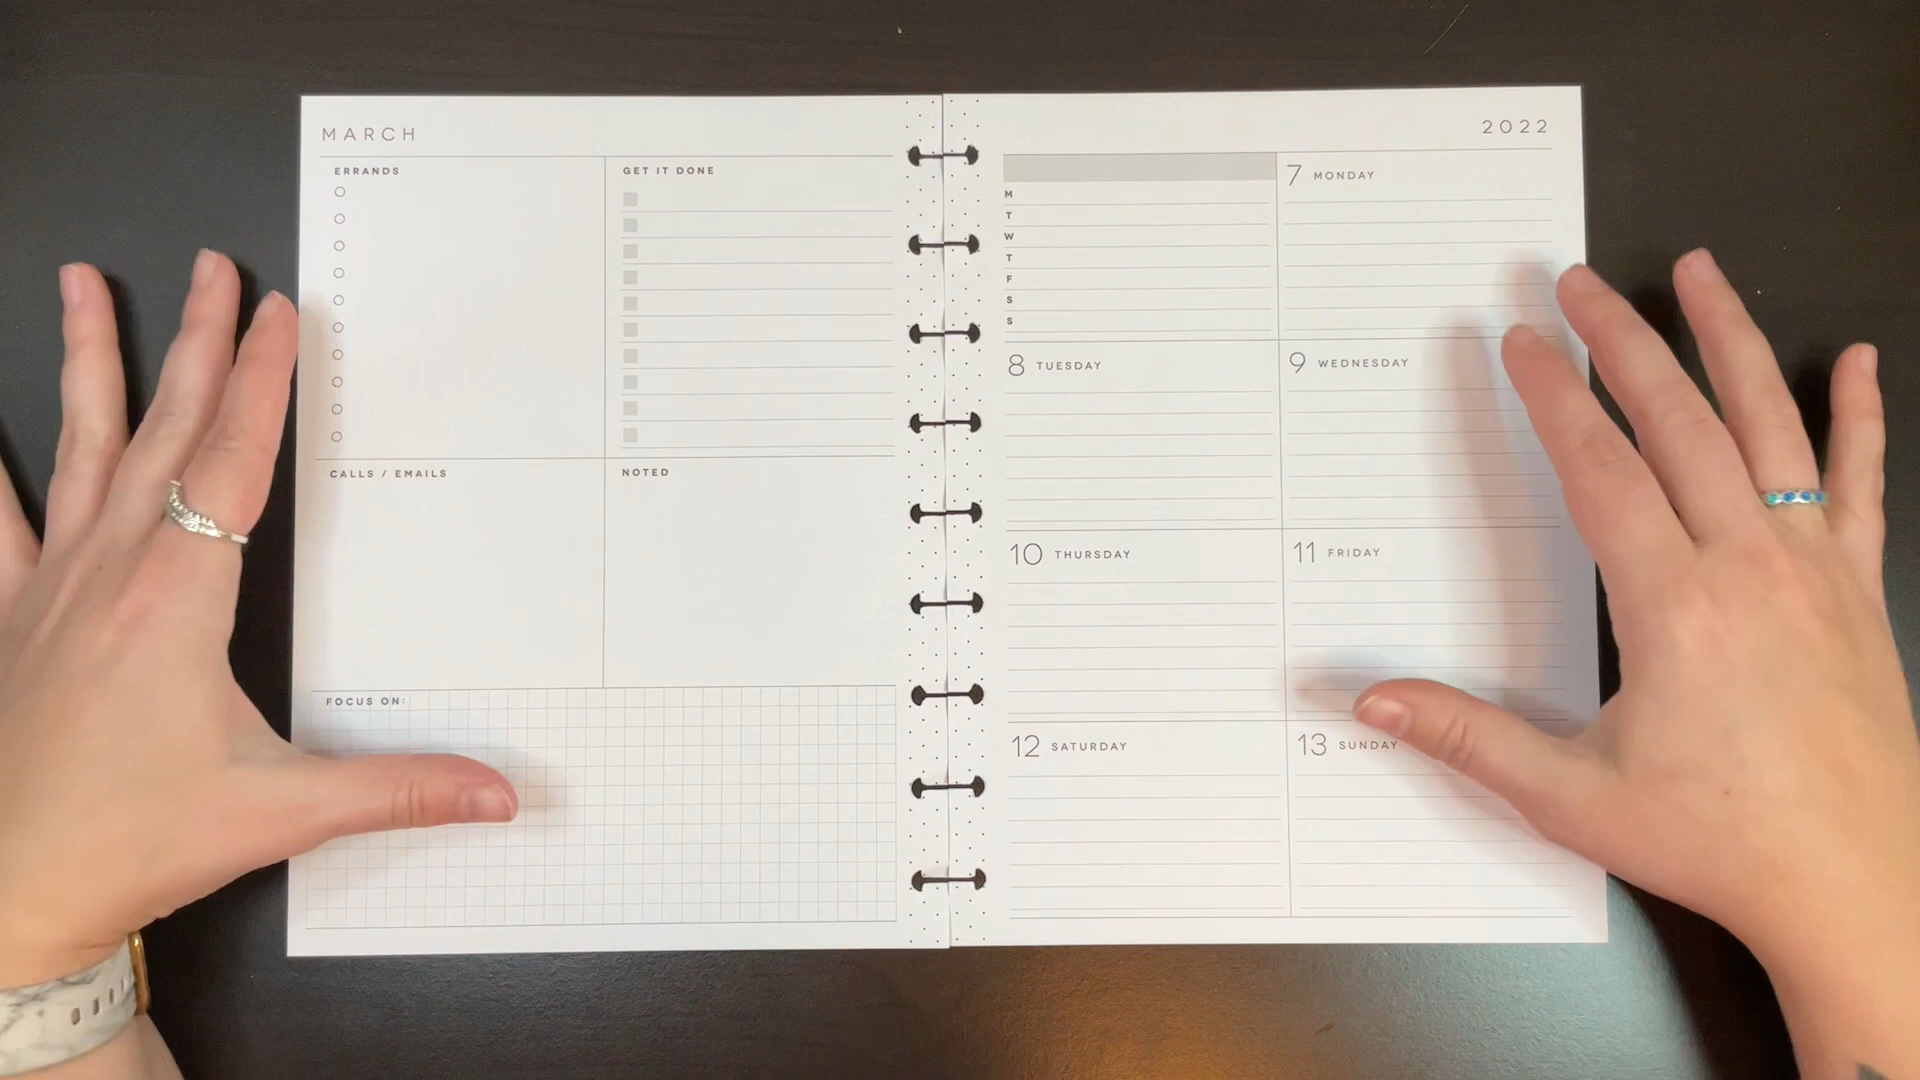 MARCH
ERRANDS
GET IT DONE
CALLS / EMAILS
NOTED
FOCUS ON:
2022
M
T
W
T
F
S
S
7 MONDAY
8 TUESDAY
9 WEDNESDAY
10 THURSDAY
11 FRIDAY
12 SATURDAY
13 SUNDAY